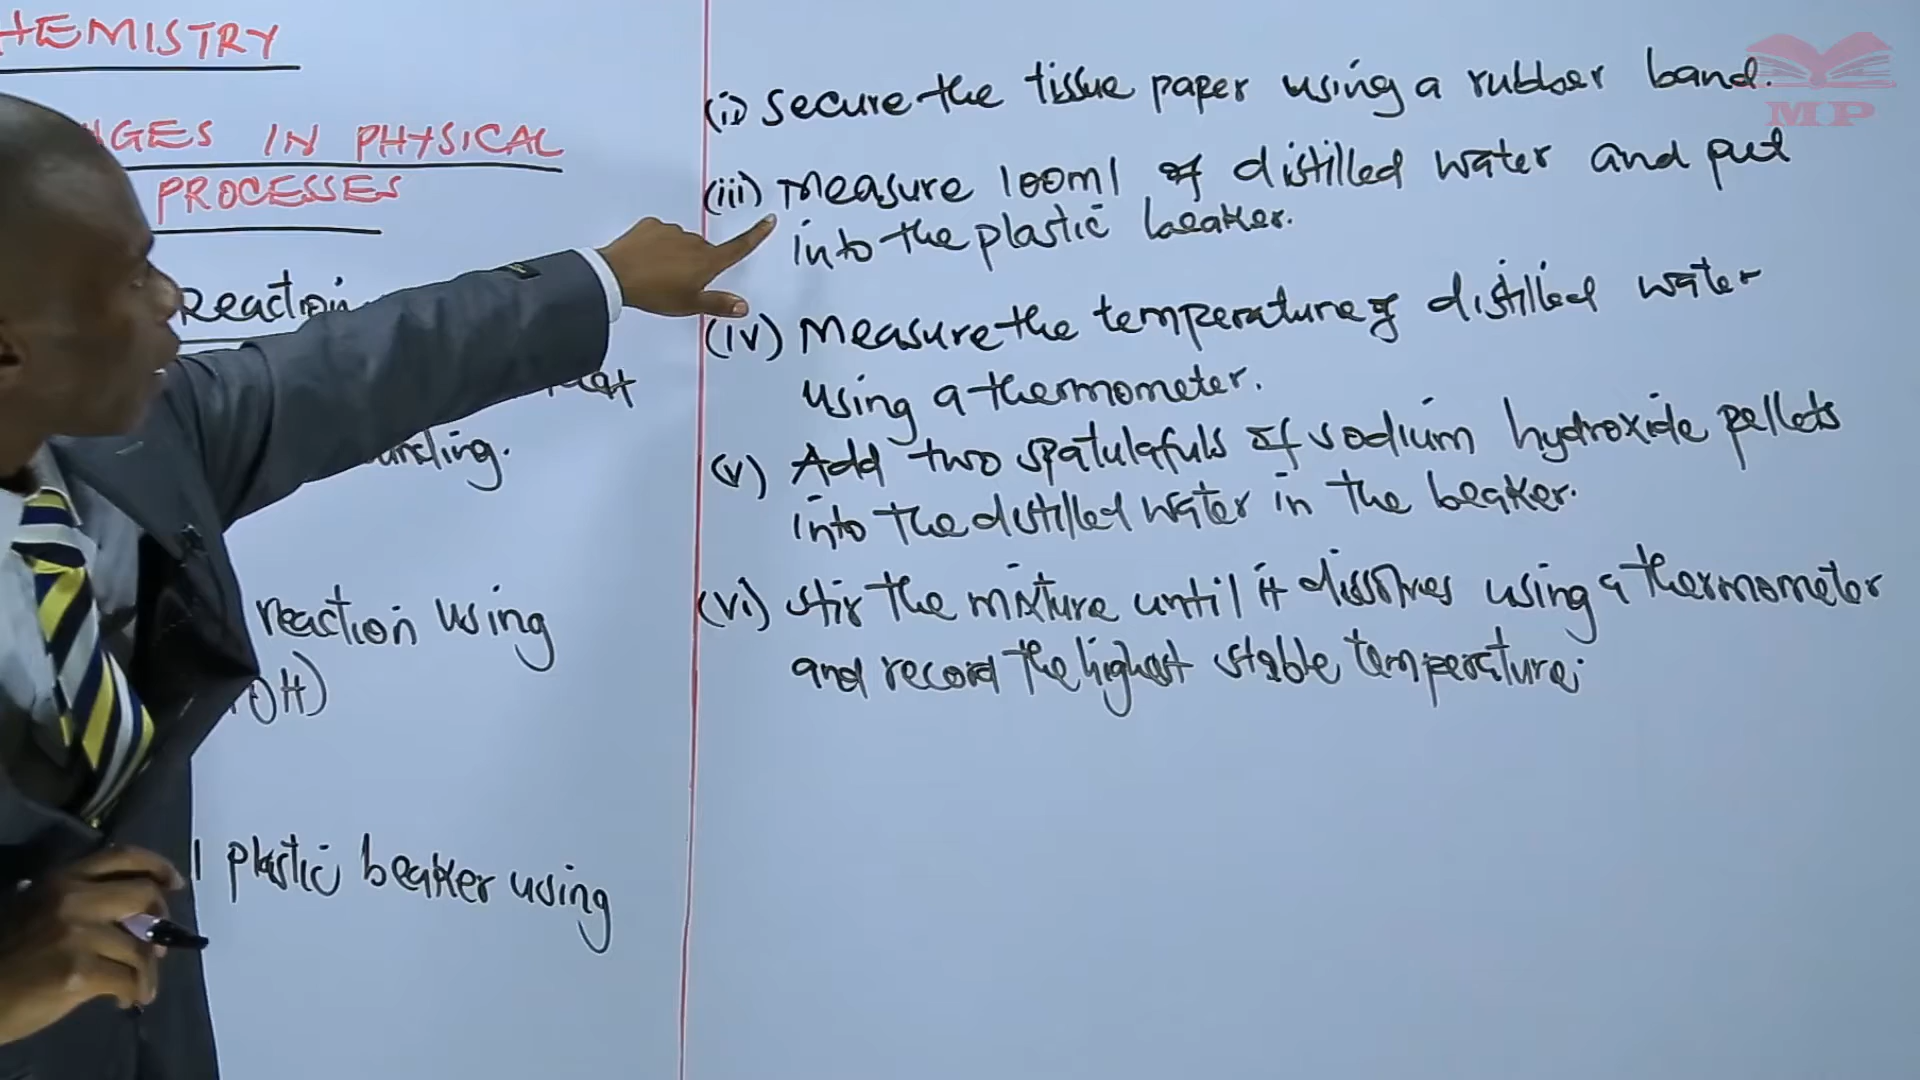 HEMISTRY
NGES IN PHYSICAL
PROCESSES
Reaction
reaction using
OH)
plastic beaker using
(i) Secure the tissue paper using a rubber band.
(iii) Measure 100ml of distilled water and put
into the plastic beaker.
(iv) Measure the temperature of distilled water
using a thermometer.
(v) Add two spatulafuls of sodium hydroxide pellets
into the distilled water in the beaker.
(vi) Stir the mixture until it dissolves using a thermometer
and record the highest stable temperature.
MP